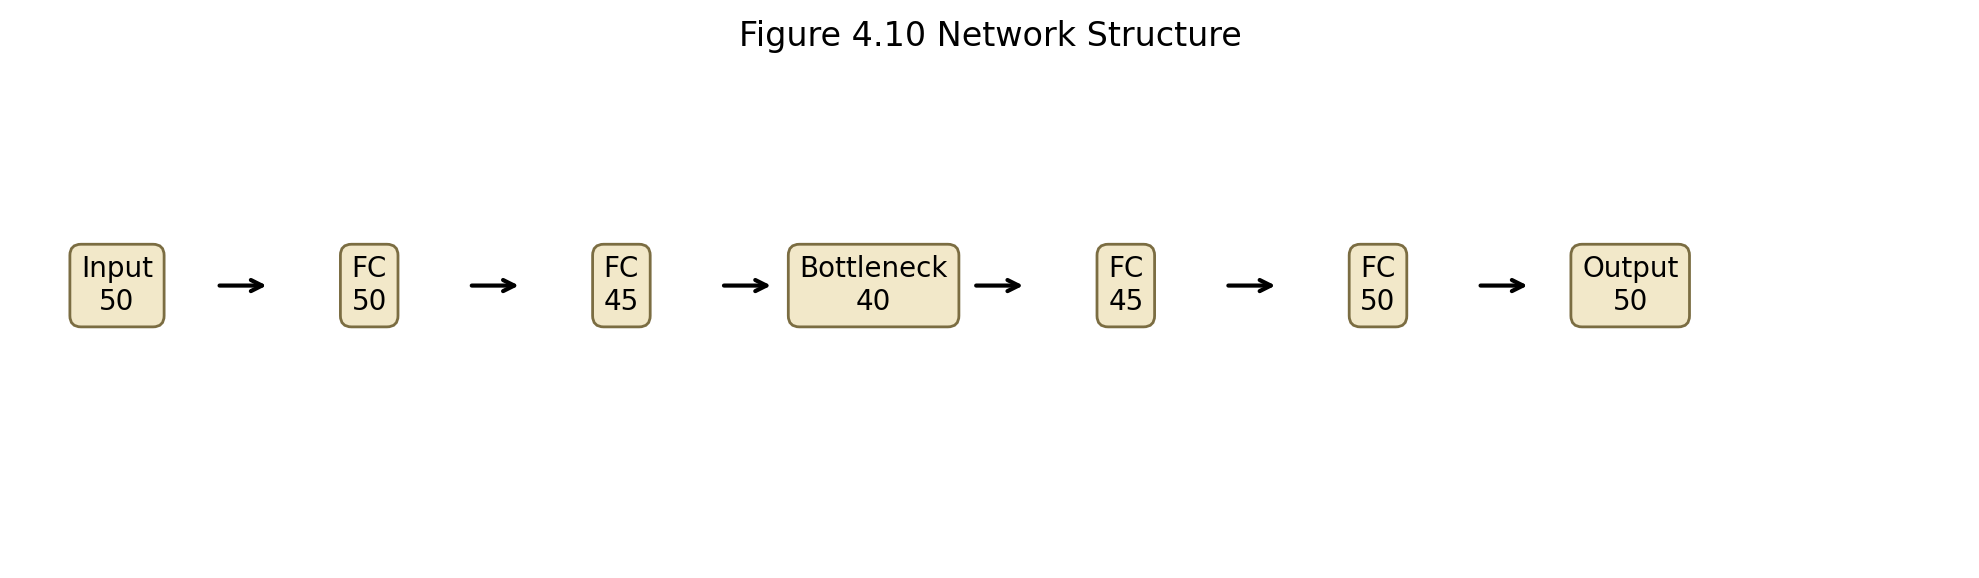 Figure 4.10 Network Structure
Input
50
FC
50
FC
45
Bottleneck
40
FC
45
FC
50
Output
50